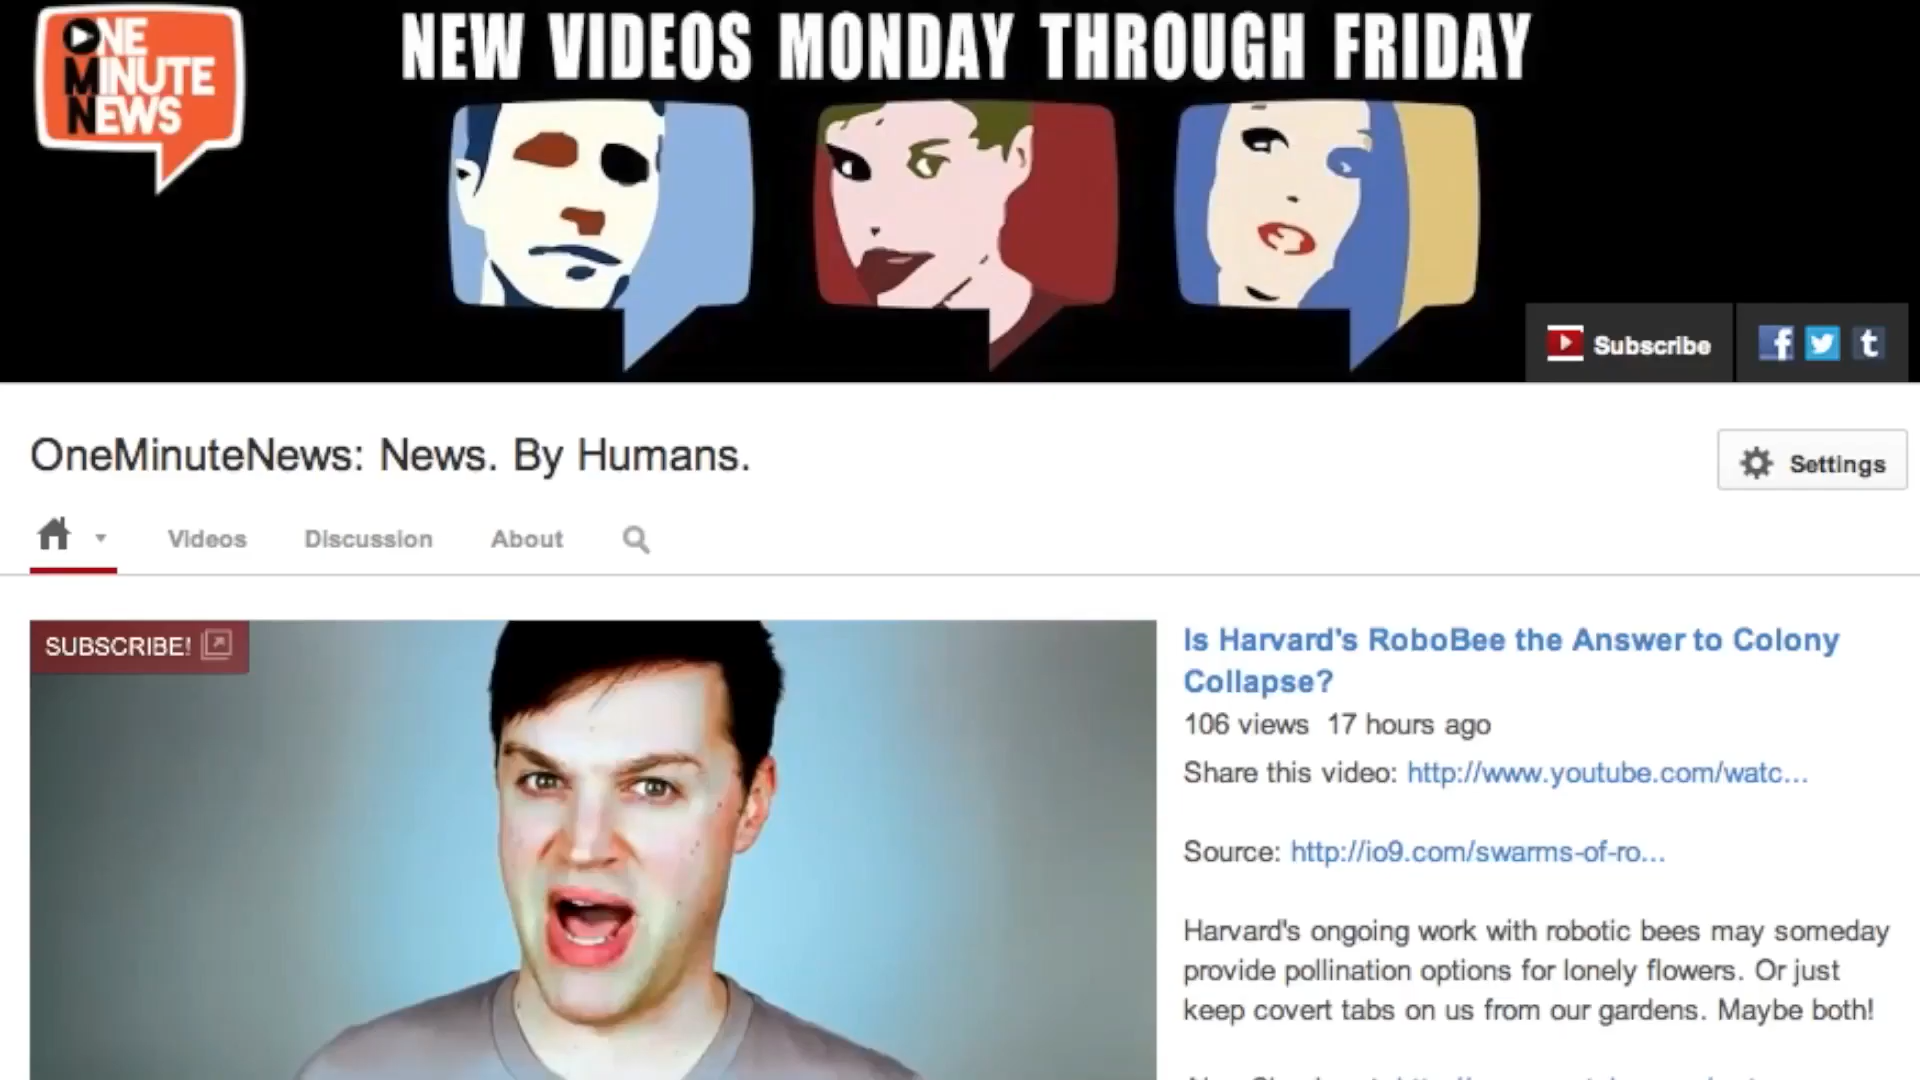 ONE
MINUTE
NEWS
NEW VIDEOS MONDAY THROUGH FRIDAY
Subscribe
f
t
OneMinuteNews: News. By Humans.
Settings
Videos Discussion About
SUBSCRIBE!
Is Harvard's RoboBee the Answer to Colony
Collapse?
106 views 17 hours ago
Share this video: http://www.youtube.com/watc...
Source: http://io9.com/swarms-of-ro...
Harvard's ongoing work with robotic bees may someday
provide pollination options for lonely flowers. Or just
keep covert tabs on us from our gardens. Maybe both!